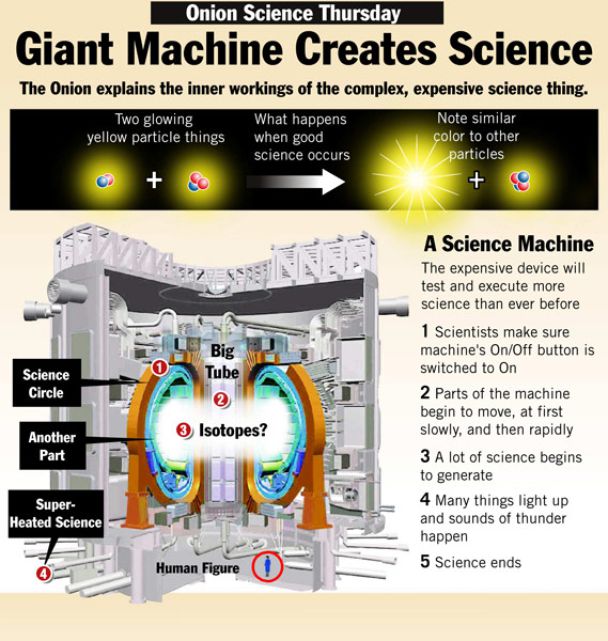 Onion Science Thursday
Giant Machine Creates Science
The Onion explains the inner workings of the complex, expensive science thing.
Two glowing
yellow particle things
What happens
when good
science occurs
Note similar
color to other
particles
+
+
A Science Machine
The expensive device will
test and execute more
science than ever before
1 Scientists make sure
machine's On/Off button is
switched to On
2 Parts of the machine
begin to move, at first
slowly, and then rapidly
3 A lot of science begins
to generate
4 Many things light up
and sounds of thunder
happen
5 Science ends
Science
Circle
1
Big
Tube
2
Another
Part
3 Isotopes?
Super-
Heated Science
4
Human Figure